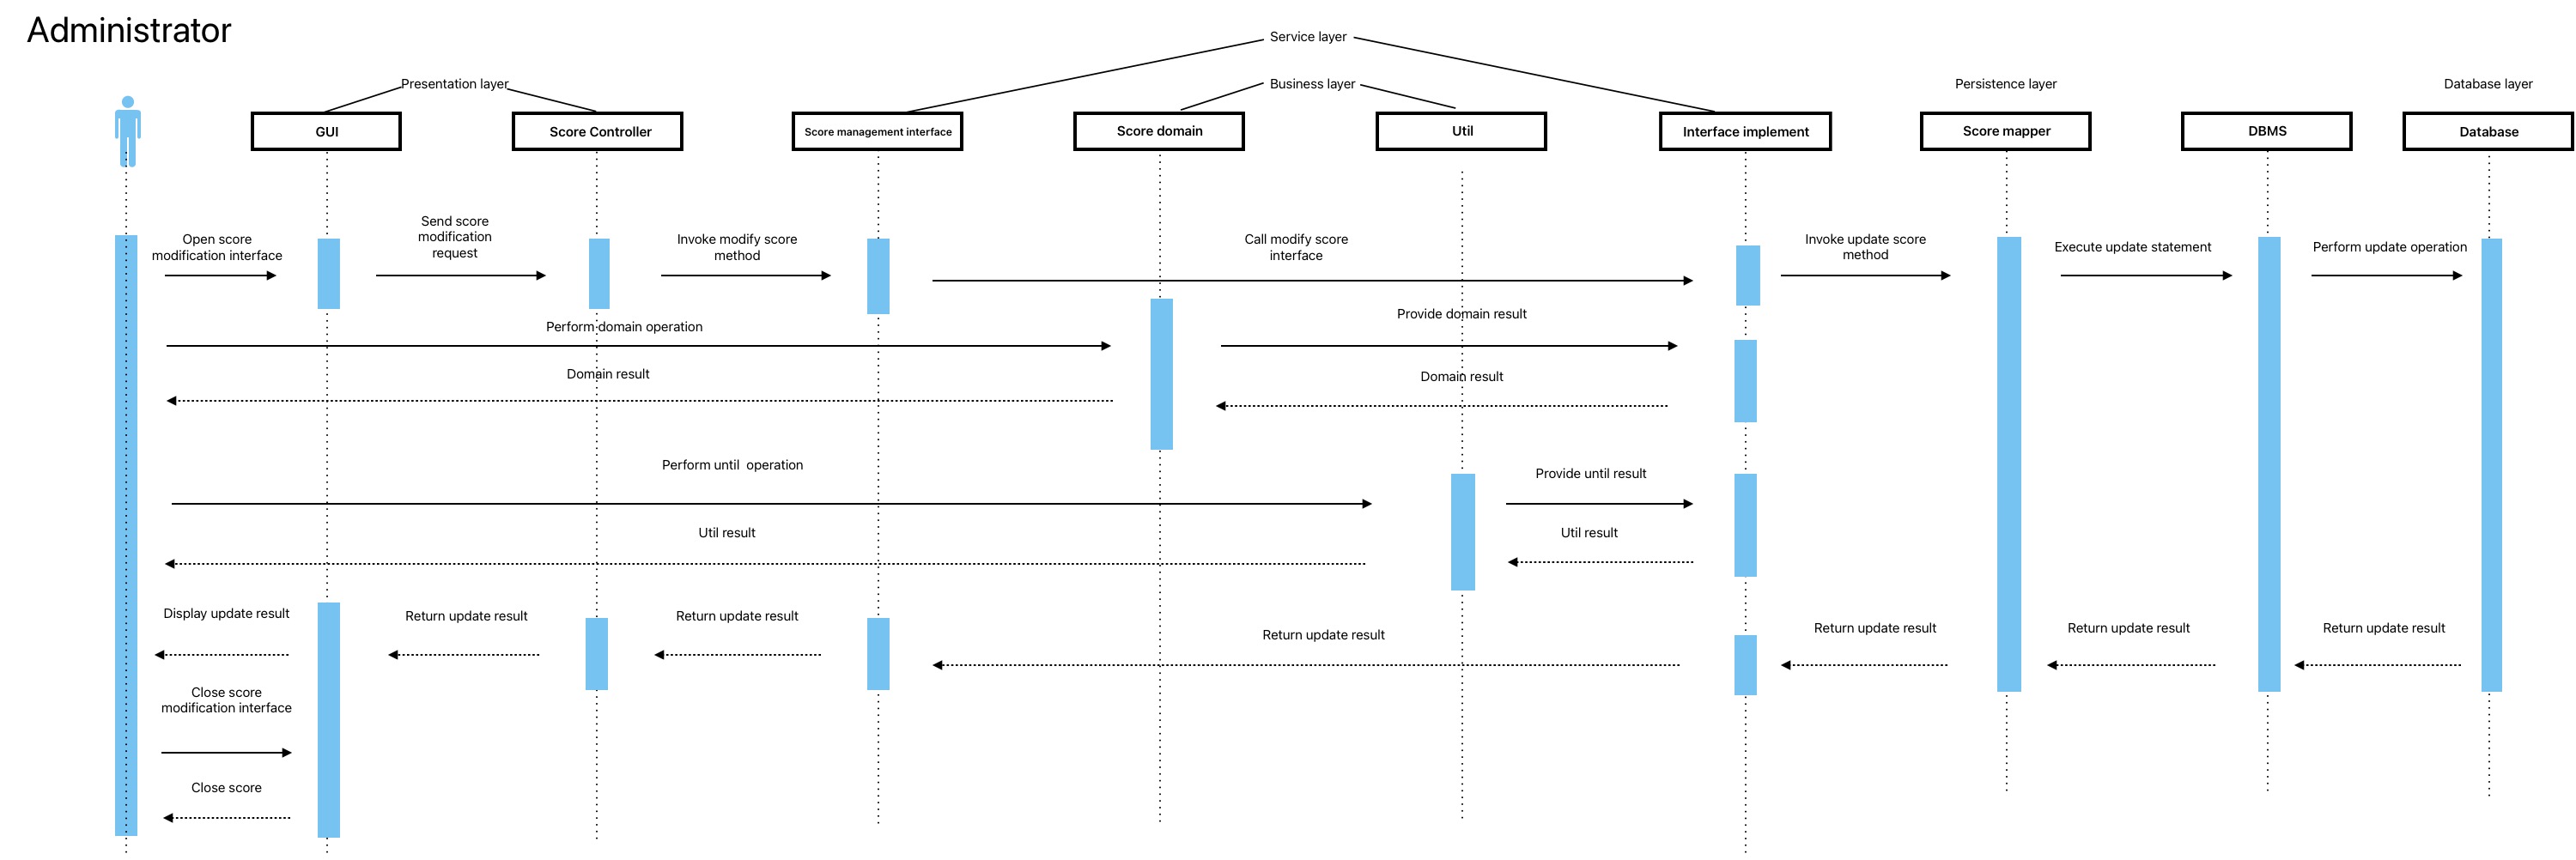 Administrator
Service layer
Presentation layer
Business layer
Persistence layer
Database layer
GUI
Score Controller
Score management interface
Score domain
Util
Interface implement
Score mapper
DBMS
Database
Open score
modification interface
Send score
modification
request
Invoke modify score
method
Call modify score
interface
Invoke update score
method
Execute update statement
Perform update operation
Perform domain operation
Provide domain result
Domain result
Domain result
Perform until  operation
Provide until result
Util result
Util result
Display update result
Return update result
Return update result
Return update result
Return update result
Return update result
Return update result
Close score
modification interface
Close score